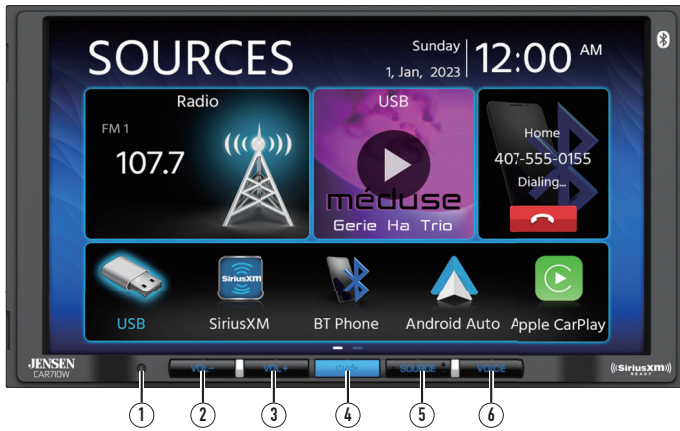 SOURCES
Sunday
1, Jan, 2023
12:00 AM
Radio
FM 1
107.7
USB
méduse
Gerie Ha Trio
Home
407-555-0155
Dialing...
USB
SiriusXM
SiriusXM
BT Phone
Android Auto
Apple CarPlay
JENSEN
CAR710W
VOL-
VOL+
SOURCE
VOICE
((SiriusXM))
READY
1
2
3
4
5
6